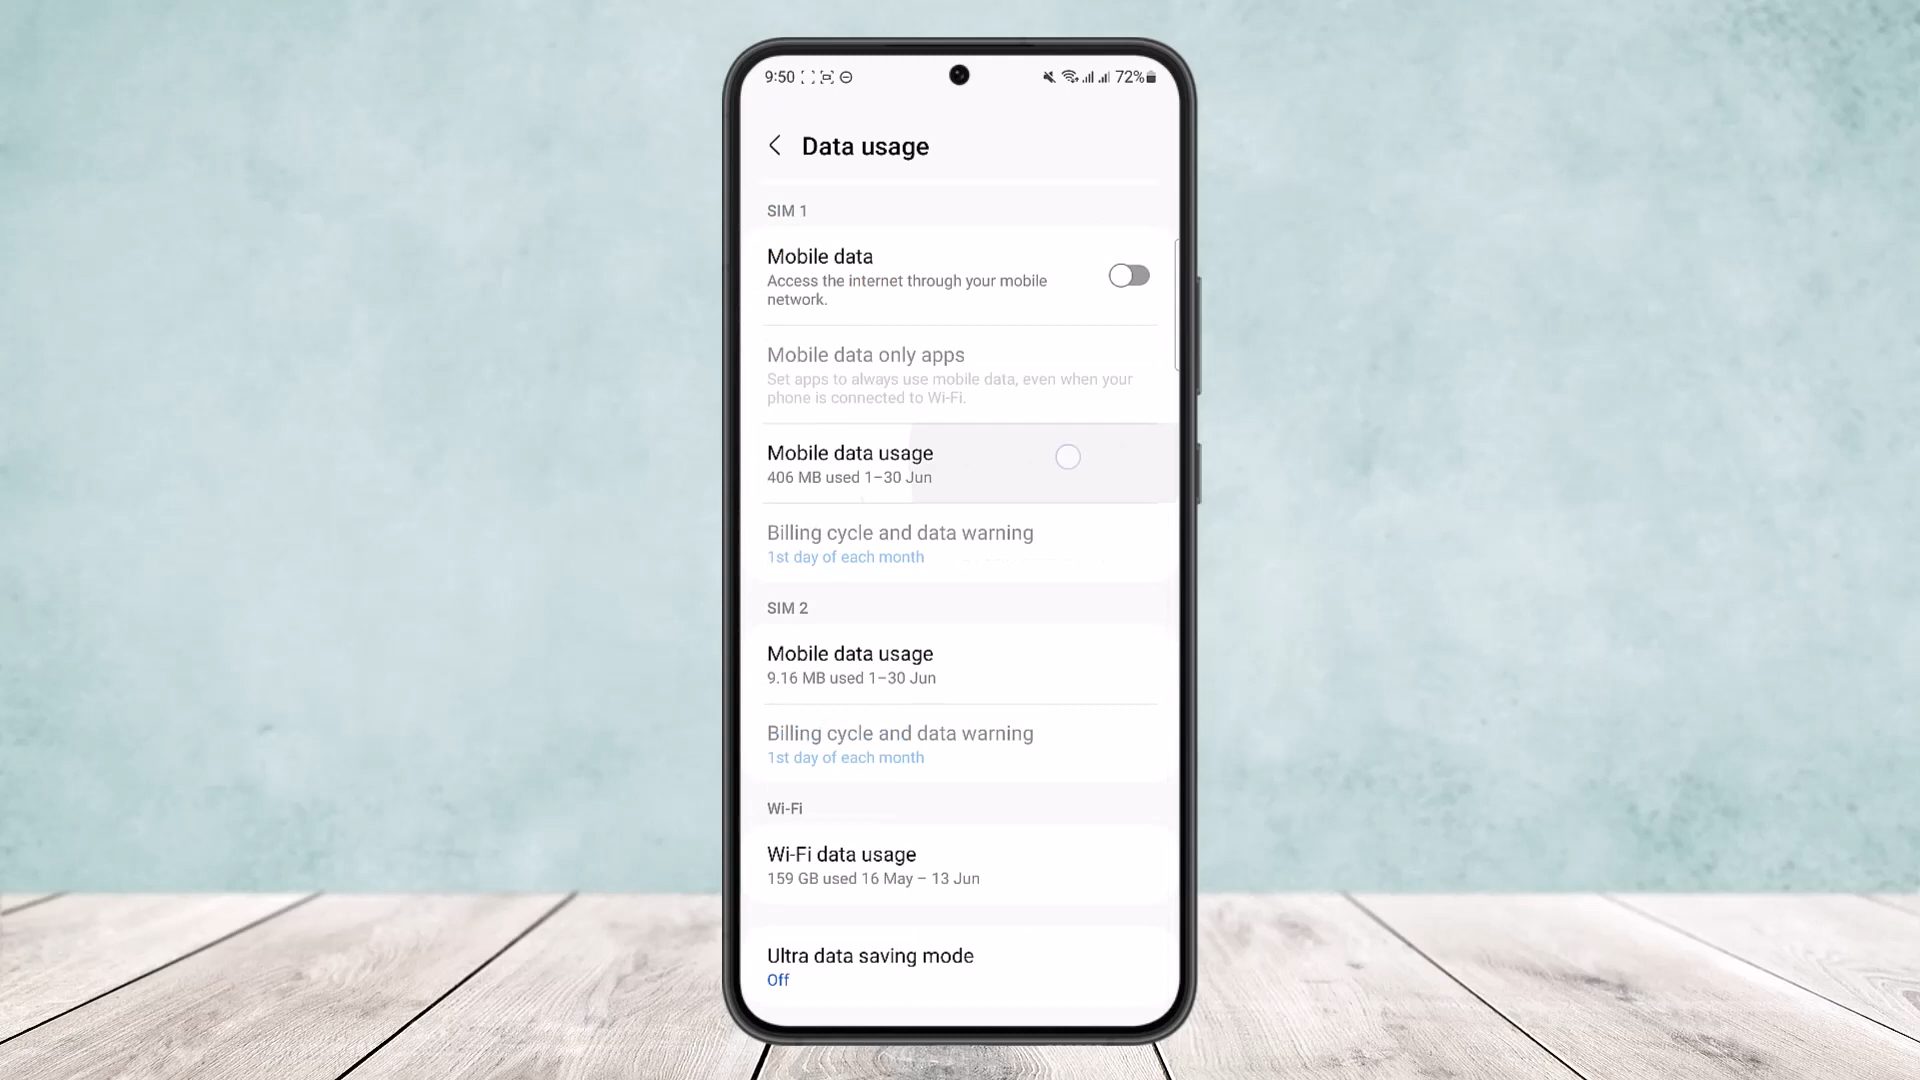 9:50 72%
Data usage
SIM 1
Mobile data
Access the internet through your mobile
network.
Mobile data only apps
Set apps to always use mobile data, even when your
phone is connected to Wi-Fi.
Mobile data usage
406 MB used 1–30 Jun
Billing cycle and data warning
1st day of each month
SIM 2
Mobile data usage
9.16 MB used 1–30 Jun
Billing cycle and data warning
1st day of each month
Wi-Fi
Wi-Fi data usage
159 GB used 16 May – 13 Jun
Ultra data saving mode
Off